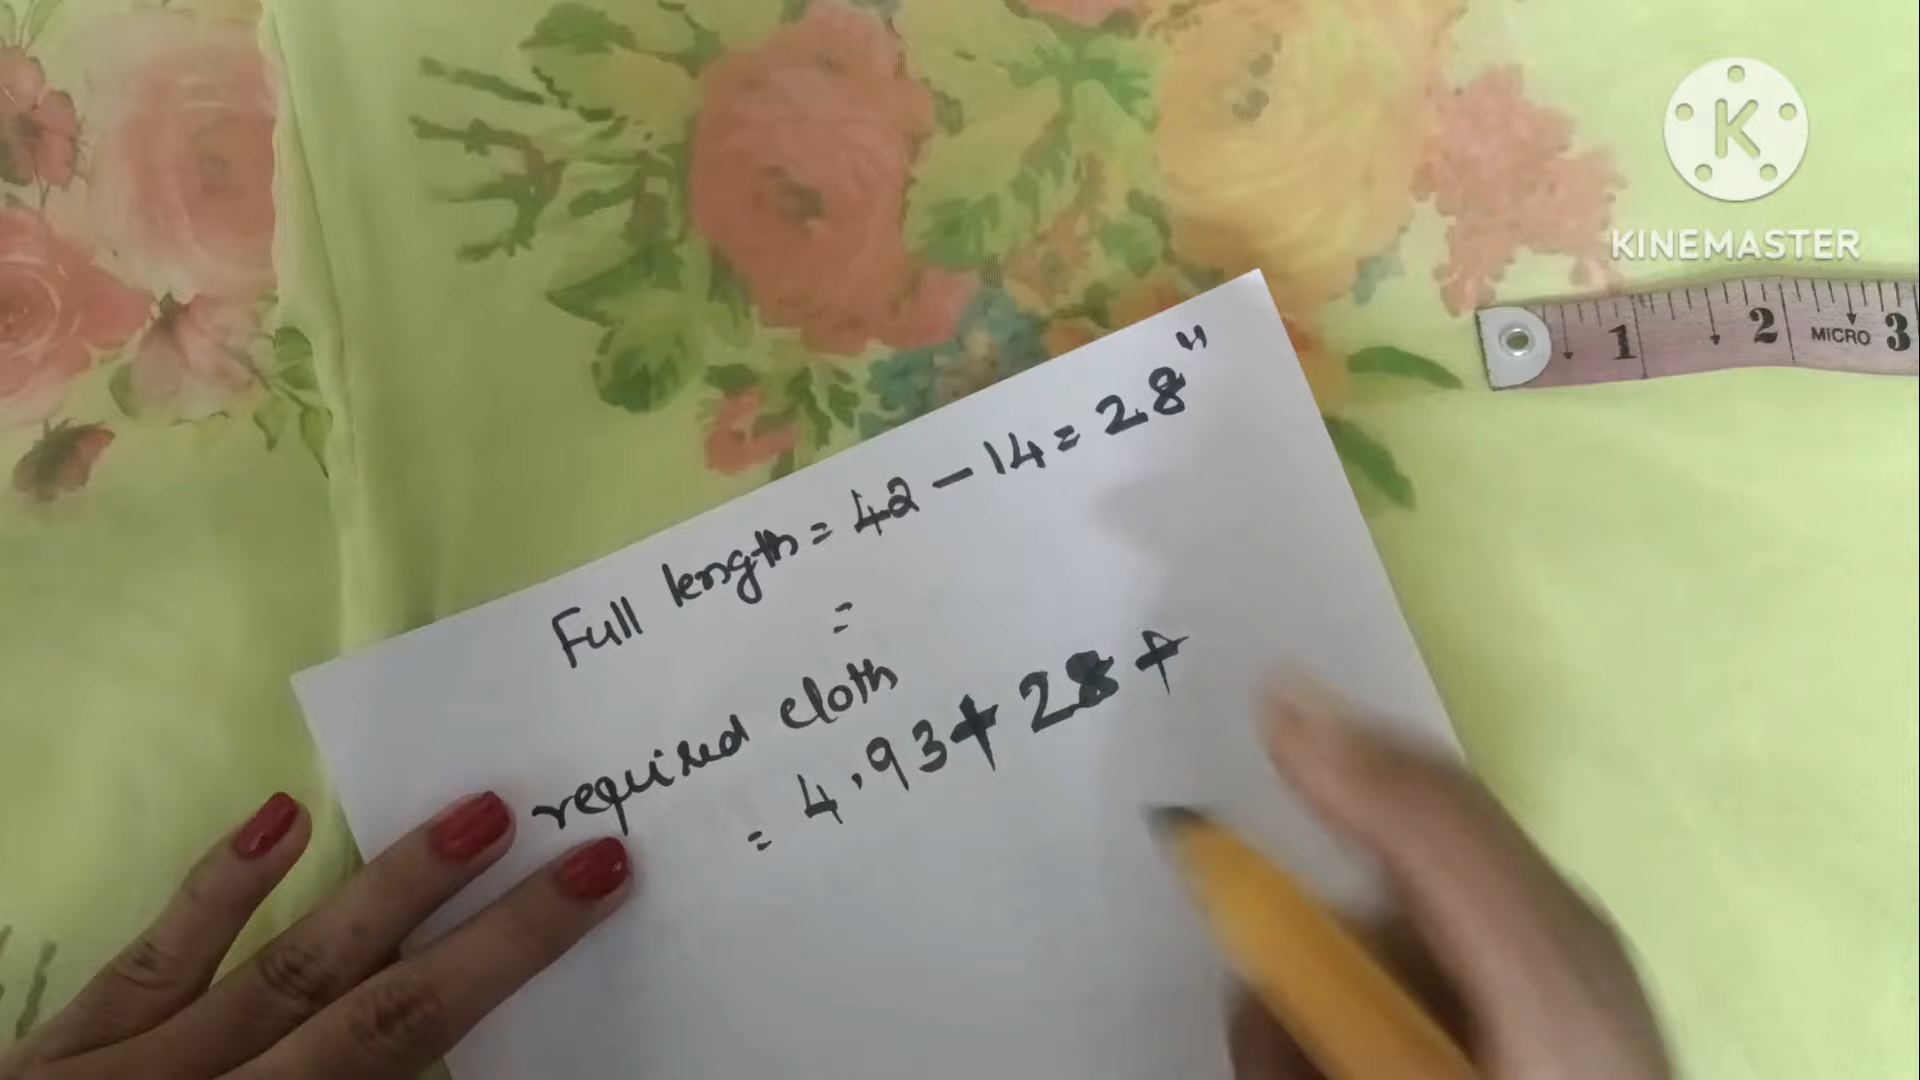 K
KINEMASTER
1 2 MICRO 3
Full length = 42 - 14 = 28"
=
required cloth
= 4.93 + 28 +